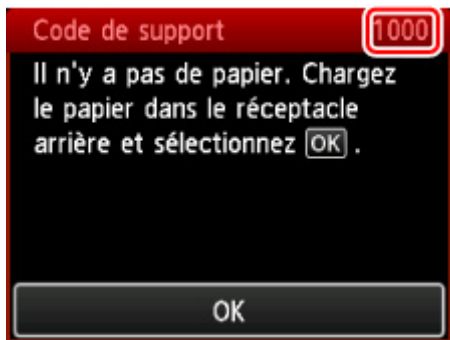 Code de support 1000
Il n'y a pas de papier. Chargez
le papier dans le réceptacle
arrière et sélectionnez OK .
OK